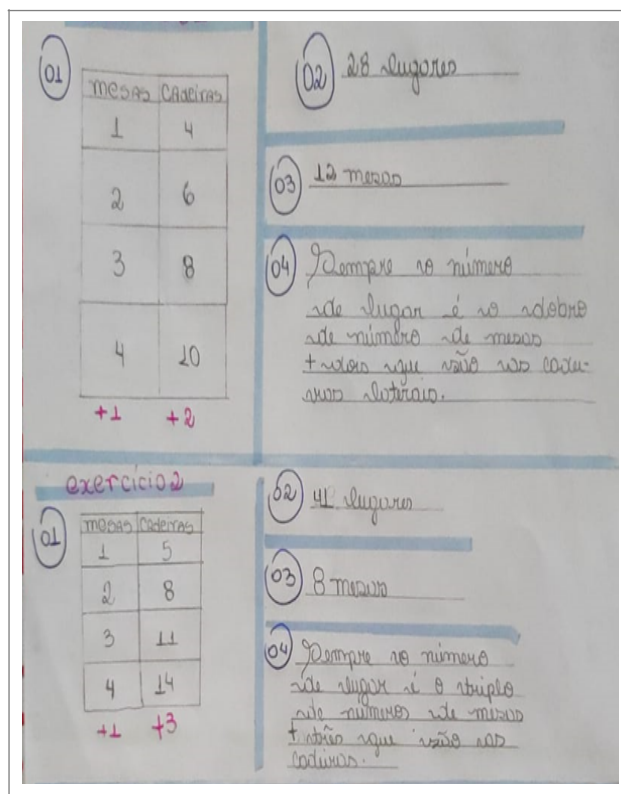 01
mesas cadeiras
1 4
2 6
3 8
4 10
+1 +2
02 28 lugares
03 12 mesas
04 Sempre o número
de lugar é o dobro
de número de mesas
+ dois que são as cadei-
ras laterais.
exercício 2
01
mesas cadeiras
1 5
2 8
3 11
4 14
+1 +3
02 41 lugares
03 8 mesas
04 Sempre o número
de lugar é o triplo
de números de mesas
+ três que são as
cadeiras.